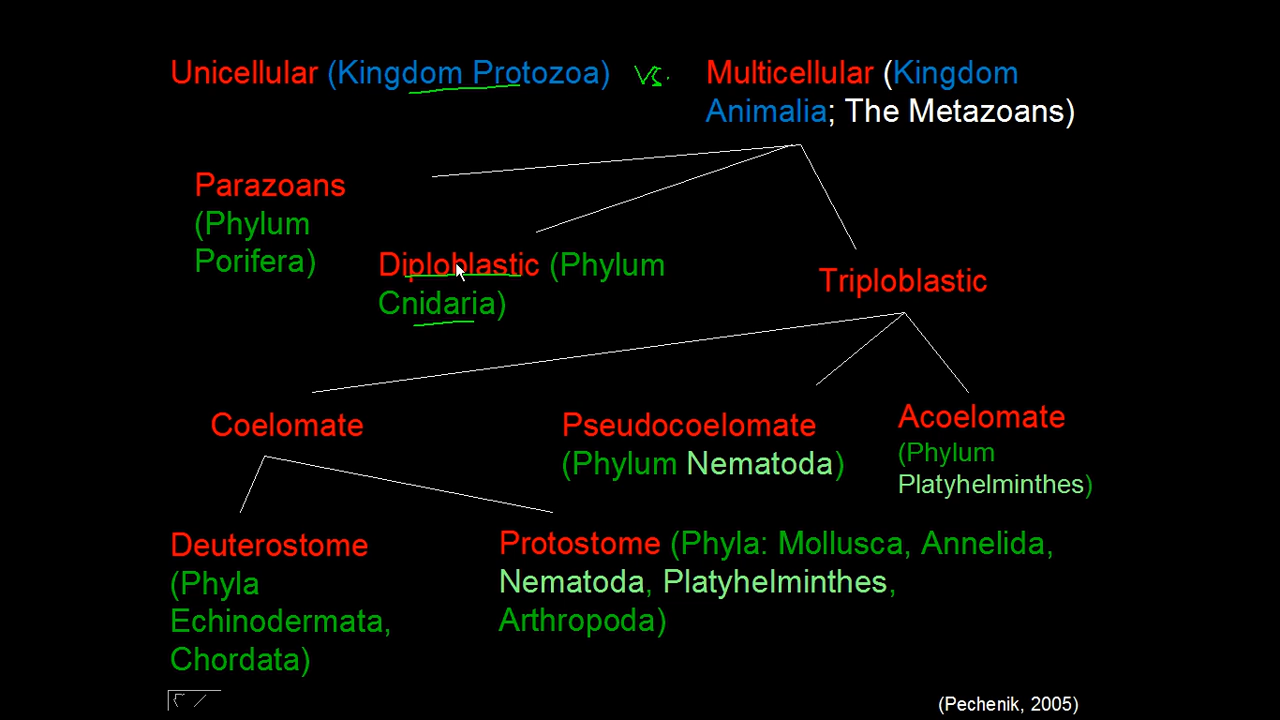 Unicellular (Kingdom Protozoa) vs. Multicellular (Kingdom
Animalia; The Metazoans)
Parazoans
(Phylum
Porifera)
Diploblastic (Phylum
Cnidaria)
Triploblastic
Coelomate
Pseudocoelomate
(Phylum Nematoda)
Acoelomate
(Phylum
Platyhelminthes)
Deuterostome
(Phyla
Echinodermata,
Chordata)
Protostome (Phyla: Mollusca, Annelida,
Nematoda, Platyhelminthes,
Arthropoda)
(Pechenik, 2005)